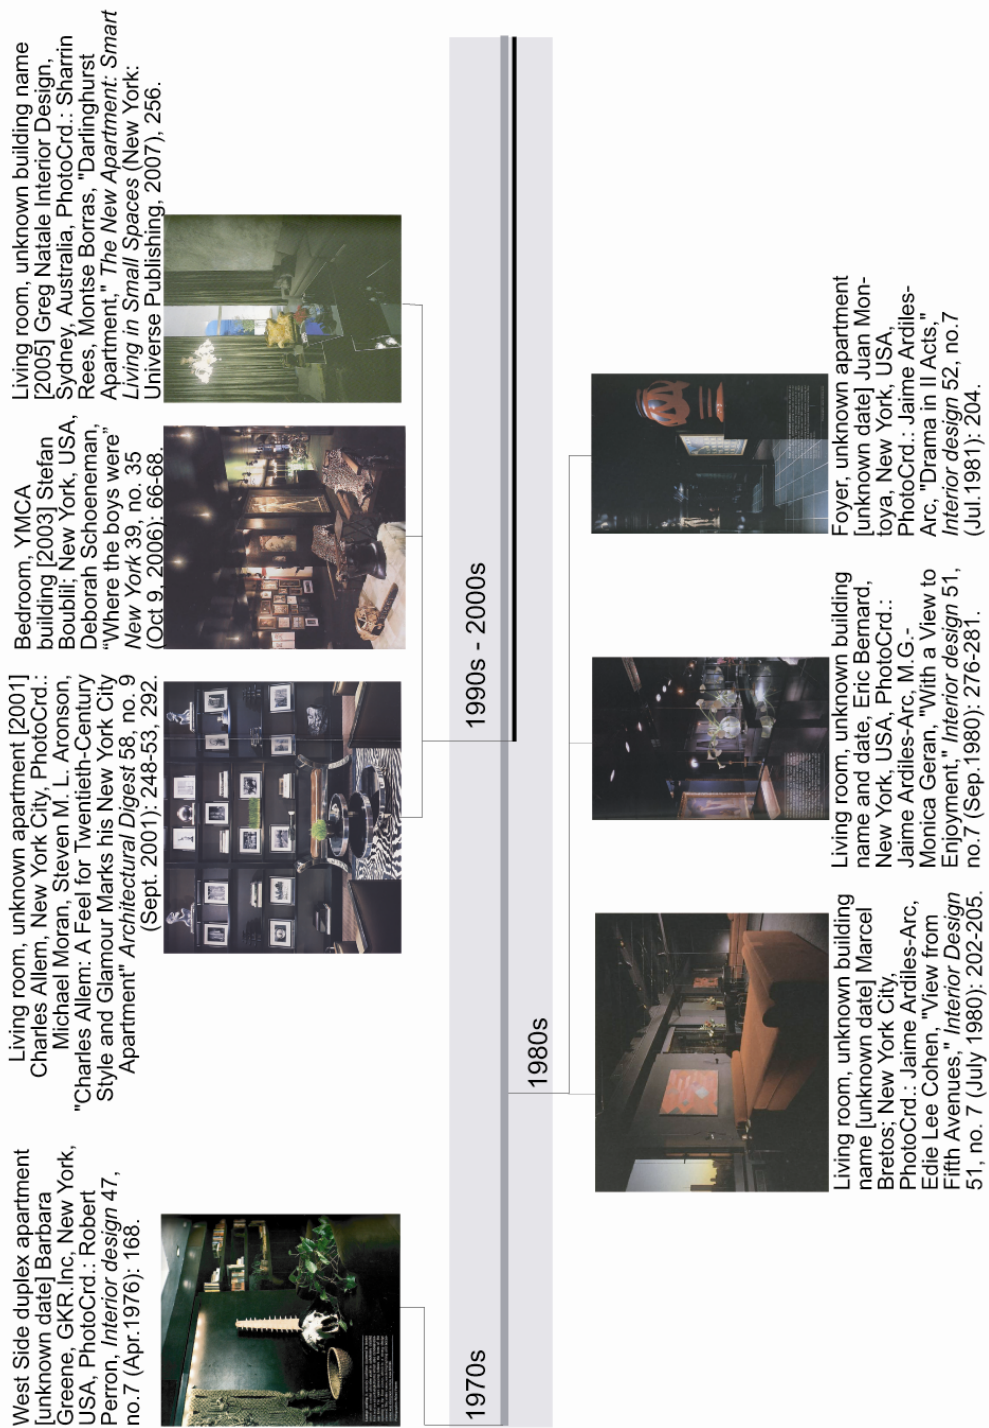 West Side duplex apartment
[unknown date] Barbara
Greene, GKR.Inc, New York,
USA, PhotoCrd.: Robert
Perron, Interior design 47,
no.7 (Apr.1976): 168.
Living room, unknown apartment [2001]
Charles Allem, New York City, PhotoCrd.:
Michael Moran, Steven M. L. Aronson,
"Charles Allem: A Feel for Twentieth-Century
Style and Glamour Marks his New York City
Apartment" Architectural Digest 58, no. 9
(Sept. 2001): 248-53, 292.
Bedroom, YMCA
building [2003] Stefan
Boublil; New York, USA,
Deborah Schoeneman,
“Where the boys were”
New York 39, no. 35
(Oct 9, 2006): 66-68.
Living room, unknown building name
[2005] Greg Natale Interior Design,
Sydney, Australia, PhotoCrd.: Sharrin
Rees, Montse Borras, "Darlinghurst
Apartment," The New Apartment: Smart
Living in Small Spaces (New York:
Universe Publishing, 2007), 256.
1970s
1980s
1990s - 2000s
Living room, unknown building
name [unknown date] Marcel
Bretos; New York City,
PhotoCrd.: Jaime Ardiles-Arc,
Edie Lee Cohen, "View from
Fifth Avenues," Interior Design
51, no. 7 (July 1980): 202-205.
Living room, unknown building
name and date, Eric Bernard,
New York, USA, PhotoCrd.:
Jaime Ardiles-Arc, M.G.-
Monica Geran, "With a View to
Enjoyment," Interior design 51,
no.7 (Sep.1980): 276-281.
Foyer, unknown apartment
[unknown date] Juan Mon-
toya, New York, USA,
PhotoCrd.: Jaime Ardiles-
Arc, "Drama in II Acts,"
Interior design 52, no.7
(Jul.1981): 204.